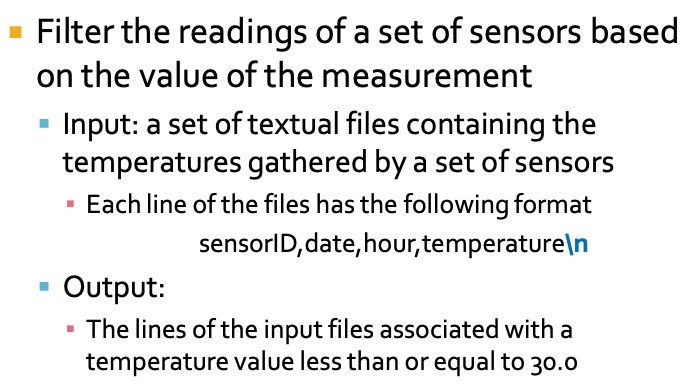 Filter the readings of a set of sensors based
on the value of the measurement
Input: a set of textual files containing the
temperatures gathered by a set of sensors
Each line of the files has the following format
sensorID,date,hour,temperature\n
Output:
The lines of the input files associated with a
temperature value less than or equal to 30.0